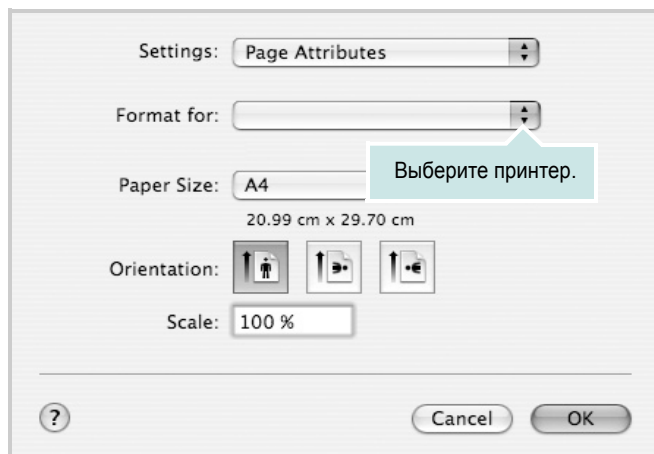 Settings: Page Attributes
Format for:
Выберите принтер.
Paper Size: A4
20.99 cm x 29.70 cm
Orientation:
Scale: 100 %
? Cancel OK